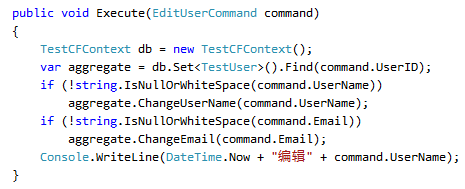 public void Execute(EditUserCommand command)
{
    TestCFContext db = new TestCFContext();
    var aggregate = db.Set<TestUser>().Find(command.UserID);
    if (!string.IsNullOrWhiteSpace(command.UserName))
        aggregate.ChangeUserName(command.UserName);
    if (!string.IsNullOrWhiteSpace(command.Email))
        aggregate.ChangeEmail(command.Email);
    Console.WriteLine(DateTime.Now + "编辑" + command.UserName);
}